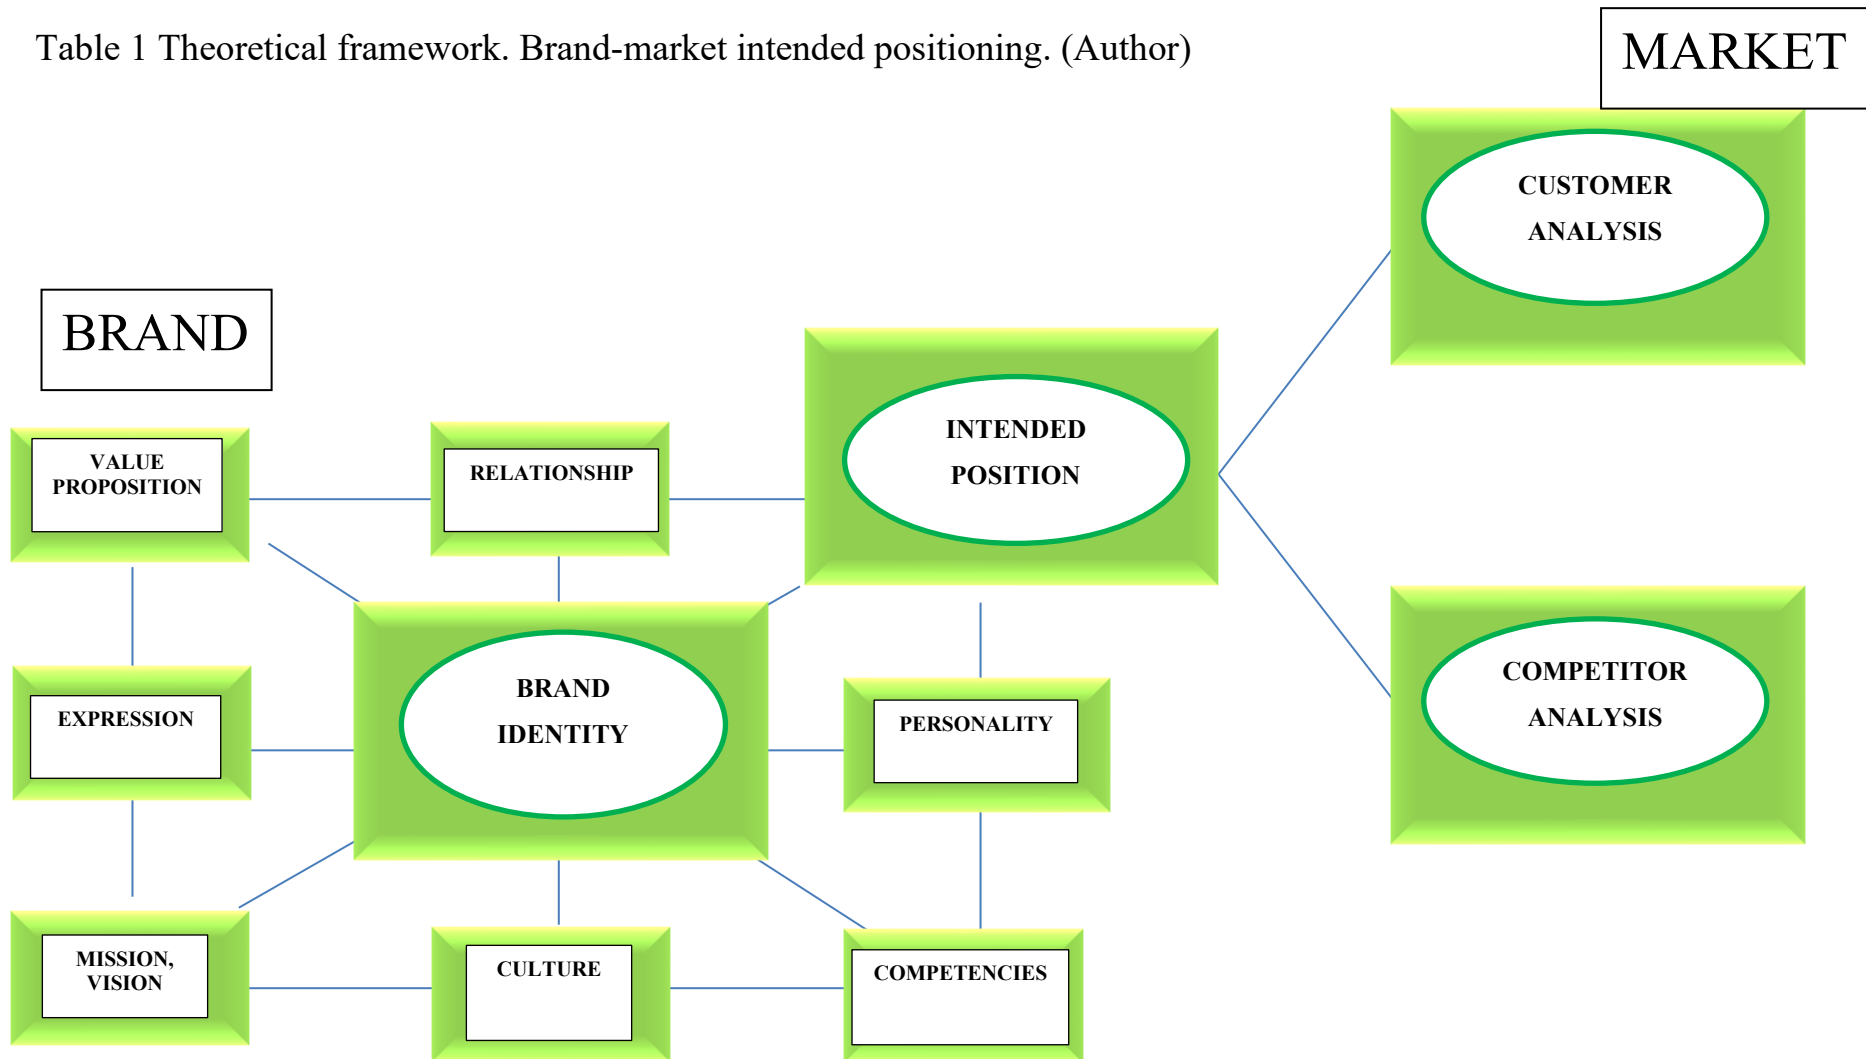 Table 1 Theoretical framework. Brand-market intended positioning. (Author)
MARKET
CUSTOMER
ANALYSIS
BRAND
INTENDED
POSITION
VALUE
PROPOSITION
RELATIONSHIP
BRAND
IDENTITY
COMPETITOR
ANALYSIS
EXPRESSION
PERSONALITY
MISSION,
VISION
CULTURE
COMPETENCIES